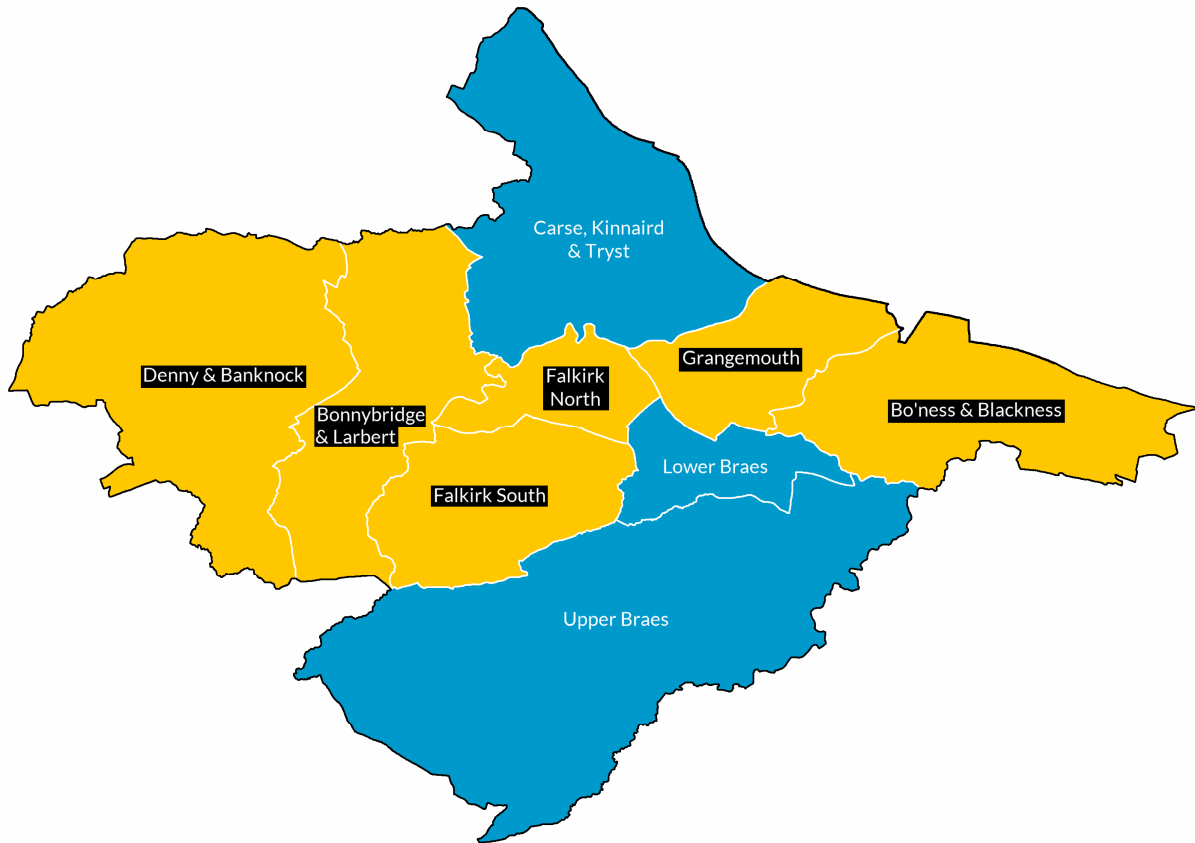 Carse, Kinnaird
& Tryst
Denny & Banknock
Bonnybridge
& Larbert
Falkirk
North
Grangemouth
Bo'ness & Blackness
Lower Braes
Falkirk South
Upper Braes